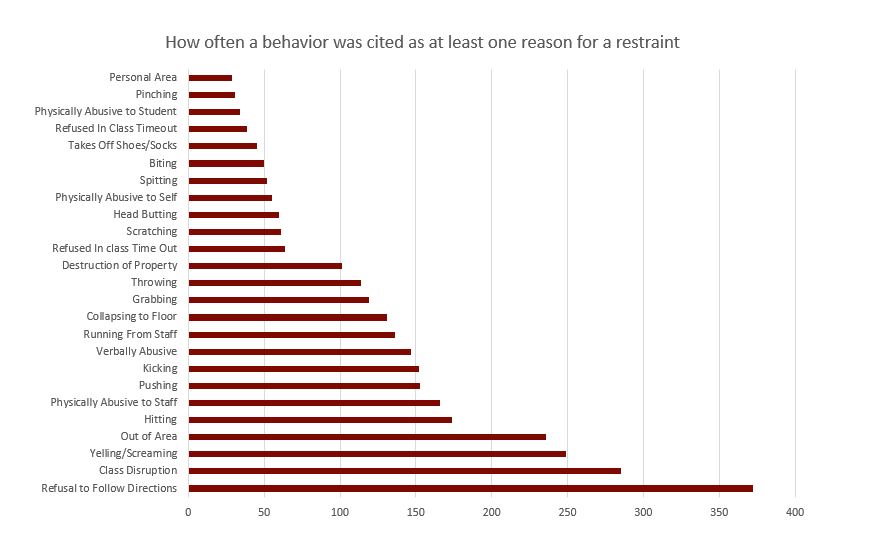 How often a behavior was cited as at least one reason for a restraint
Personal Area
Pinching
Physically Abusive to Student
Refused In Class Timeout
Takes Off Shoes/Socks
Biting
Spitting
Physically Abusive to Self
Head Butting
Scratching
Refused In class Time Out
Destruction of Property
Throwing
Grabbing
Collapsing to Floor
Running From Staff
Verbally Abusive
Kicking
Pushing
Physically Abusive to Staff
Hitting
Out of Area
Yelling/Screaming
Class Disruption
Refusal to Follow Directions
0 50 100 150 200 250 300 350 400